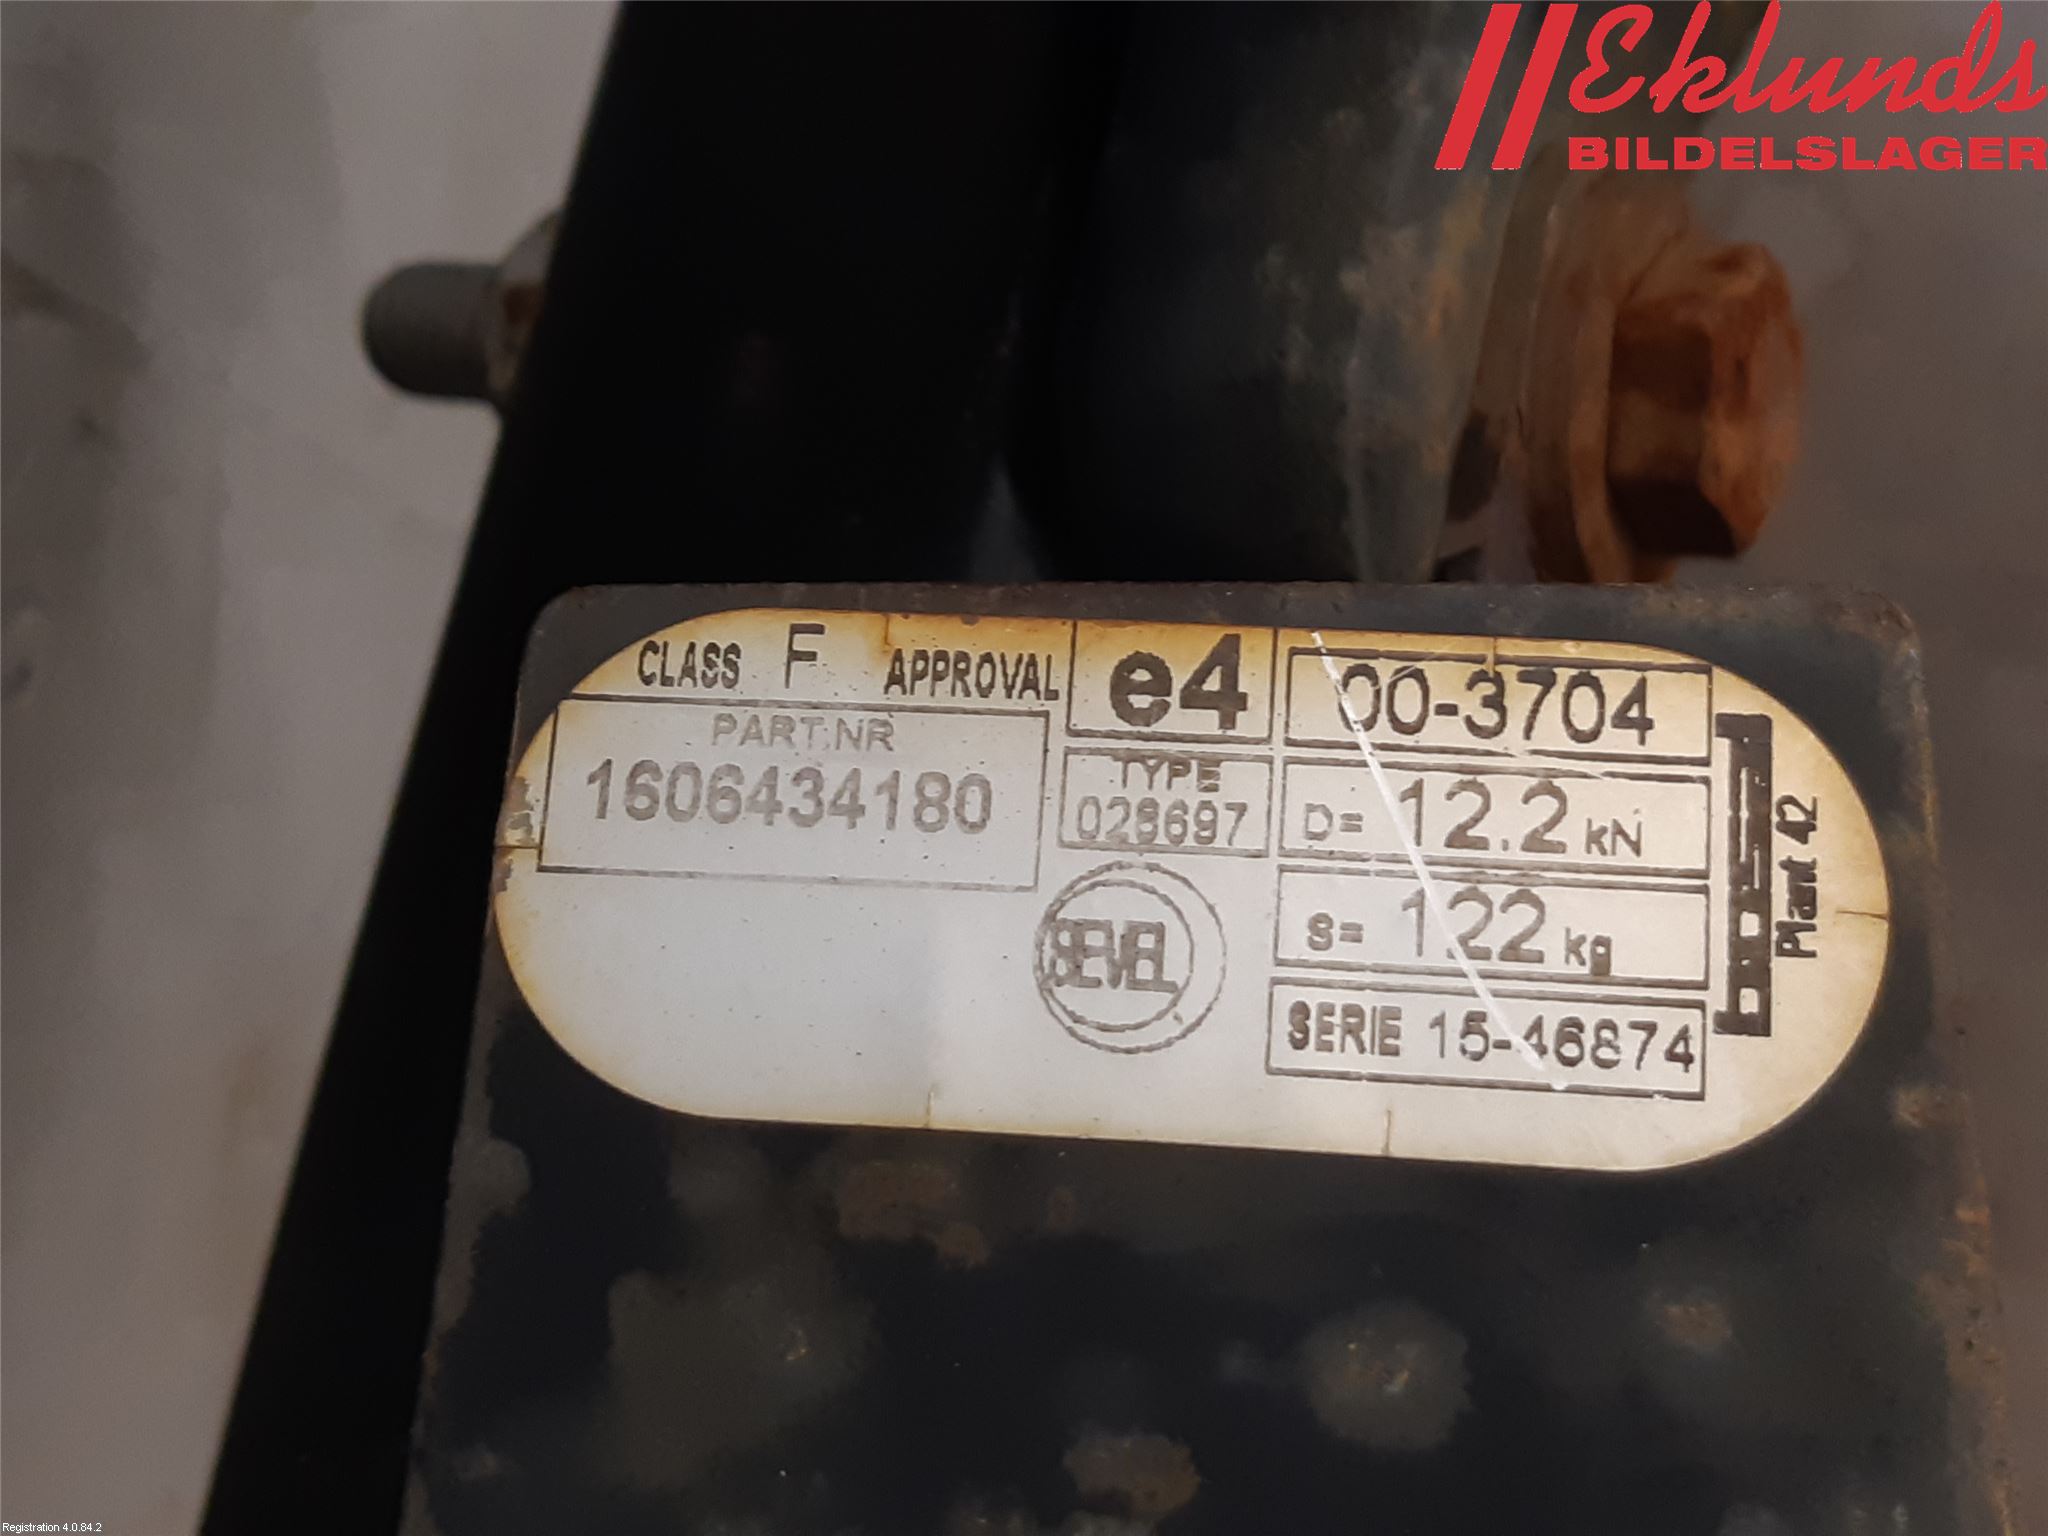 Eklunds
BILDELSLAGER
CLASS F APPROVAL
e4
00-3704
PART.NR
1606434180
TYPE
028697
D= 12.2 kN
s= 122 kg
SERIE 15-46874
SEVEL
BOSAL
Plant 42
Registration 4.0.84.2